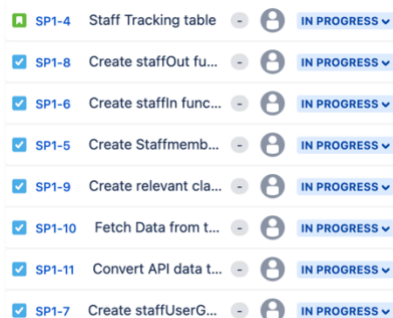 SP1-4 Staff Tracking table - IN PROGRESS
SP1-8 Create staffOut fu... - IN PROGRESS
SP1-6 Create staffIn func... - IN PROGRESS
SP1-5 Create Staffmemb... - IN PROGRESS
SP1-9 Create relevant cla... - IN PROGRESS
SP1-10 Fetch Data from t... - IN PROGRESS
SP1-11 Convert API data t... - IN PROGRESS
SP1-7 Create staffUserG... - IN PROGRESS